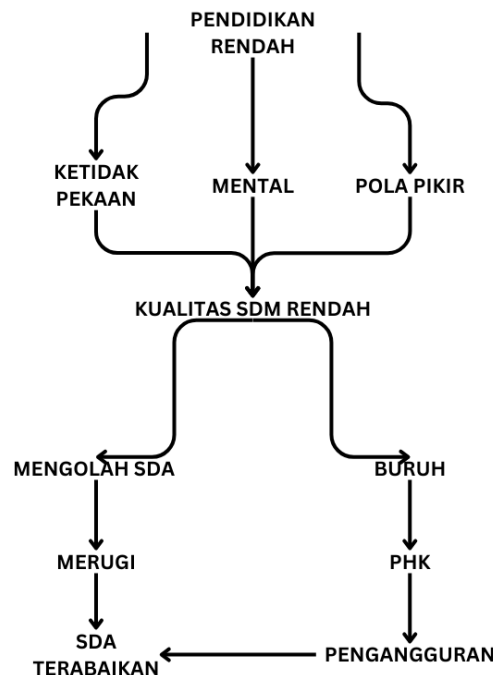 PENDIDIKAN
RENDAH
KETIDAK
PEKAAN
MENTAL
POLA PIKIR
KUALITAS SDM RENDAH
MENGOLAH SDA
BURUH
MERUGI
PHK
SDA
TERABAIKAN
PENGANGGURAN